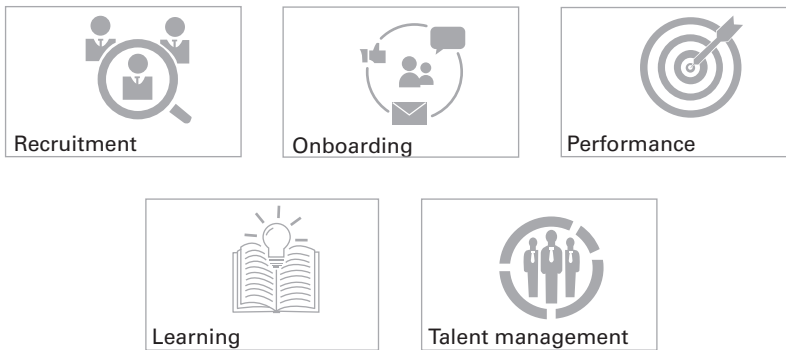 Recruitment
Onboarding
Performance
Learning
Talent management